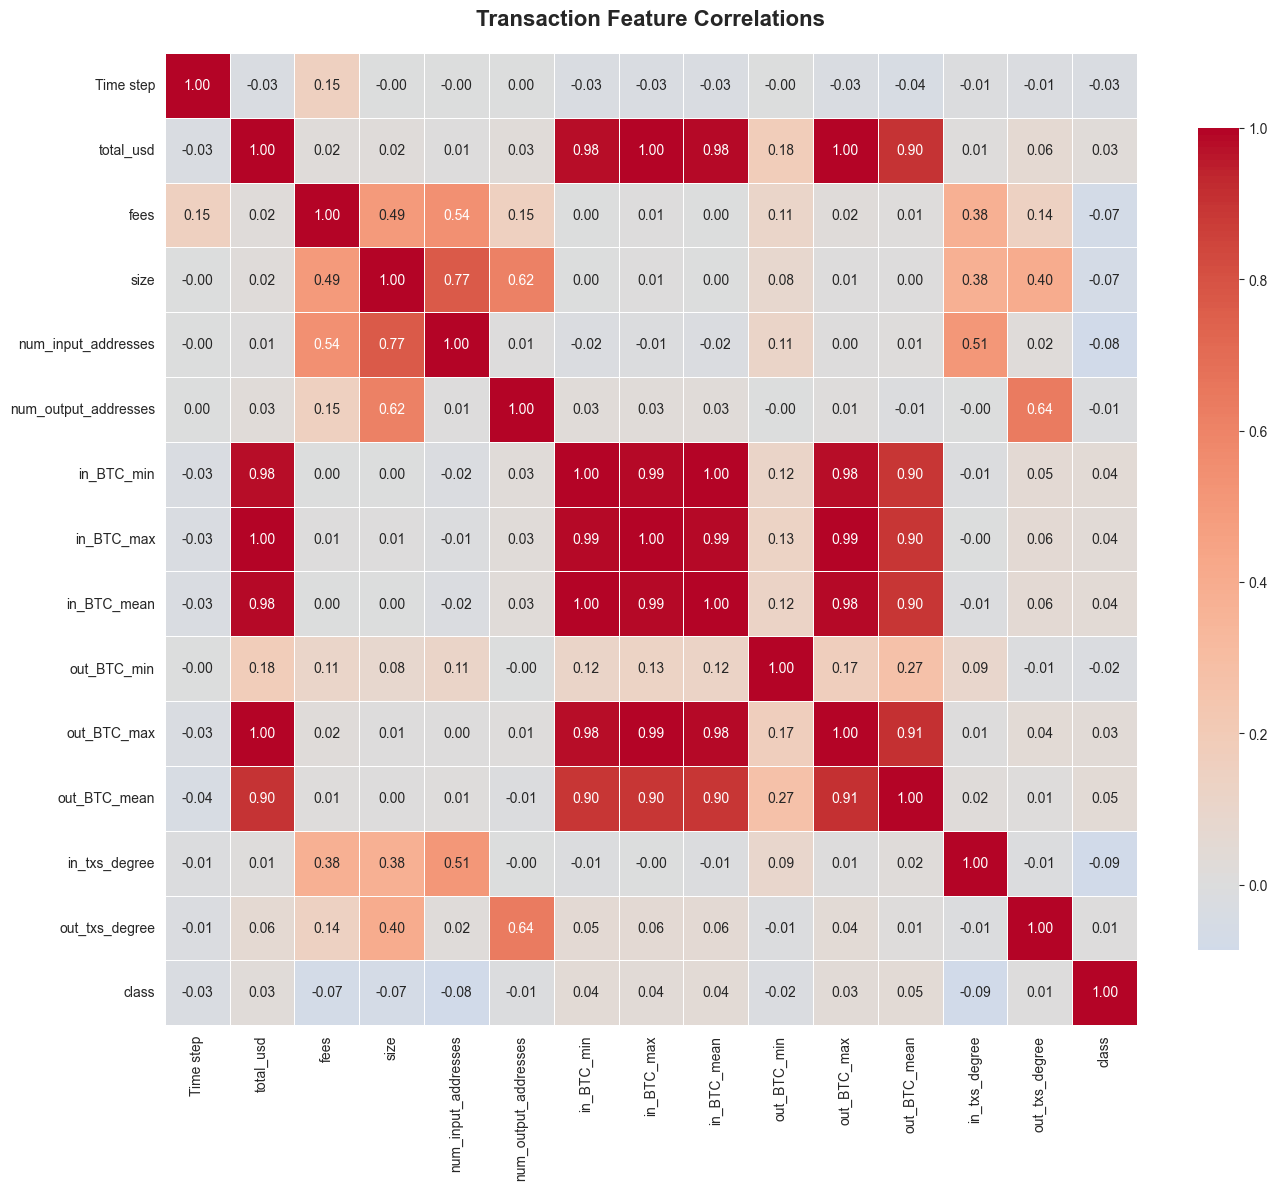 Transaction Feature Correlations
Time step 1.00 -0.03 0.15 -0.00 -0.00 0.00 -0.03 -0.03 -0.03 -0.00 -0.03 -0.04 -0.01 -0.01 -0.03
total_usd -0.03 1.00 0.02 0.02 0.01 0.03 0.98 1.00 0.98 0.18 1.00 0.90 0.01 0.06 0.03
fees 0.15 0.02 1.00 0.49 0.54 0.15 0.00 0.01 0.00 0.11 0.02 0.01 0.38 0.14 -0.07
size -0.00 0.02 0.49 1.00 0.77 0.62 0.00 0.01 0.00 0.08 0.01 0.00 0.38 0.40 -0.07
num_input_addresses -0.00 0.01 0.54 0.77 1.00 0.01 -0.02 -0.01 -0.02 0.11 0.00 0.01 0.51 0.02 -0.08
num_output_addresses 0.00 0.03 0.15 0.62 0.01 1.00 0.03 0.03 0.03 -0.00 0.01 -0.01 -0.00 0.64 -0.01
in_BTC_min -0.03 0.98 0.00 0.00 -0.02 0.03 1.00 0.99 1.00 0.12 0.98 0.90 -0.01 0.05 0.04
in_BTC_max -0.03 1.00 0.01 0.01 -0.01 0.03 0.99 1.00 0.99 0.13 0.99 0.90 -0.00 0.06 0.04
in_BTC_mean -0.03 0.98 0.00 0.00 -0.02 0.03 1.00 0.99 1.00 0.12 0.98 0.90 -0.01 0.06 0.04
out_BTC_min -0.00 0.18 0.11 0.08 0.11 -0.00 0.12 0.13 0.12 1.00 0.17 0.27 0.09 -0.01 -0.02
out_BTC_max -0.03 1.00 0.02 0.01 0.00 0.01 0.98 0.99 0.98 0.17 1.00 0.91 0.01 0.04 0.03
out_BTC_mean -0.04 0.90 0.01 0.00 0.01 -0.01 0.90 0.90 0.90 0.27 0.91 1.00 0.02 0.01 0.05
in_txs_degree -0.01 0.01 0.38 0.38 0.51 -0.00 -0.01 -0.00 -0.01 0.09 0.01 0.02 1.00 -0.01 -0.09
out_txs_degree -0.01 0.06 0.14 0.40 0.02 0.64 0.05 0.06 0.06 -0.01 0.04 0.01 -0.01 1.00 0.01
class -0.03 0.03 -0.07 -0.07 -0.08 -0.01 0.04 0.04 0.04 -0.02 0.03 0.05 -0.09 0.01 1.00
Time step
total_usd
fees
size
num_input_addresses
num_output_addresses
in_BTC_min
in_BTC_max
in_BTC_mean
out_BTC_min
out_BTC_max
out_BTC_mean
in_txs_degree
out_txs_degree
class
1.0
0.8
0.6
0.4
0.2
0.0